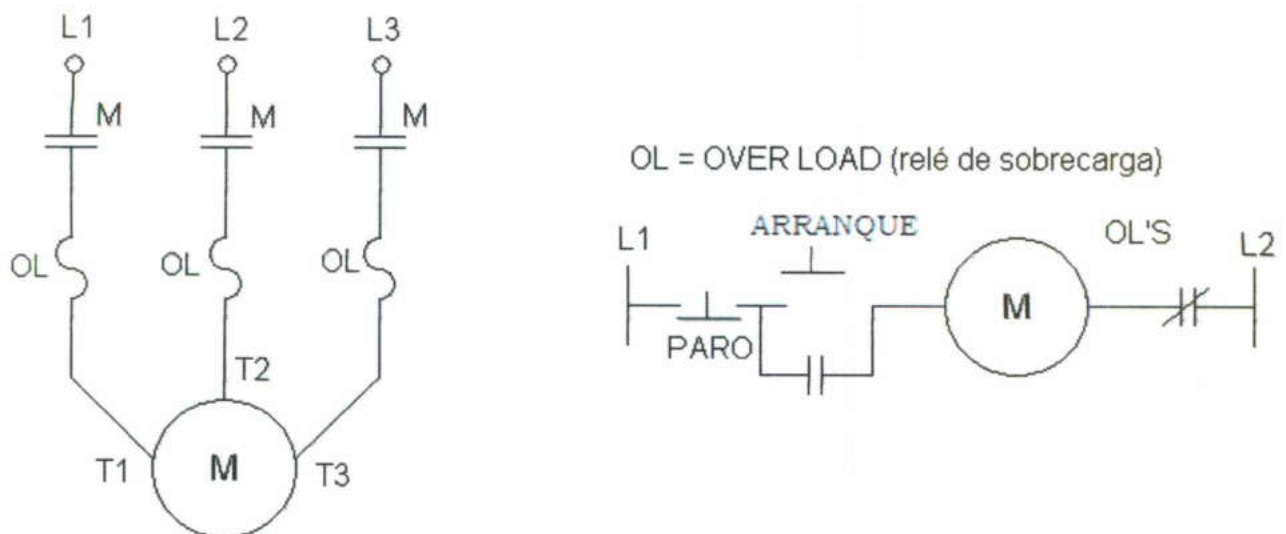 L1 L2 L3
M M M
OL OL OL
T2
T1 M T3
OL = OVER LOAD (relé de sobrecarga)
ARRANQUE
L1 OL'S L2
M
PARO